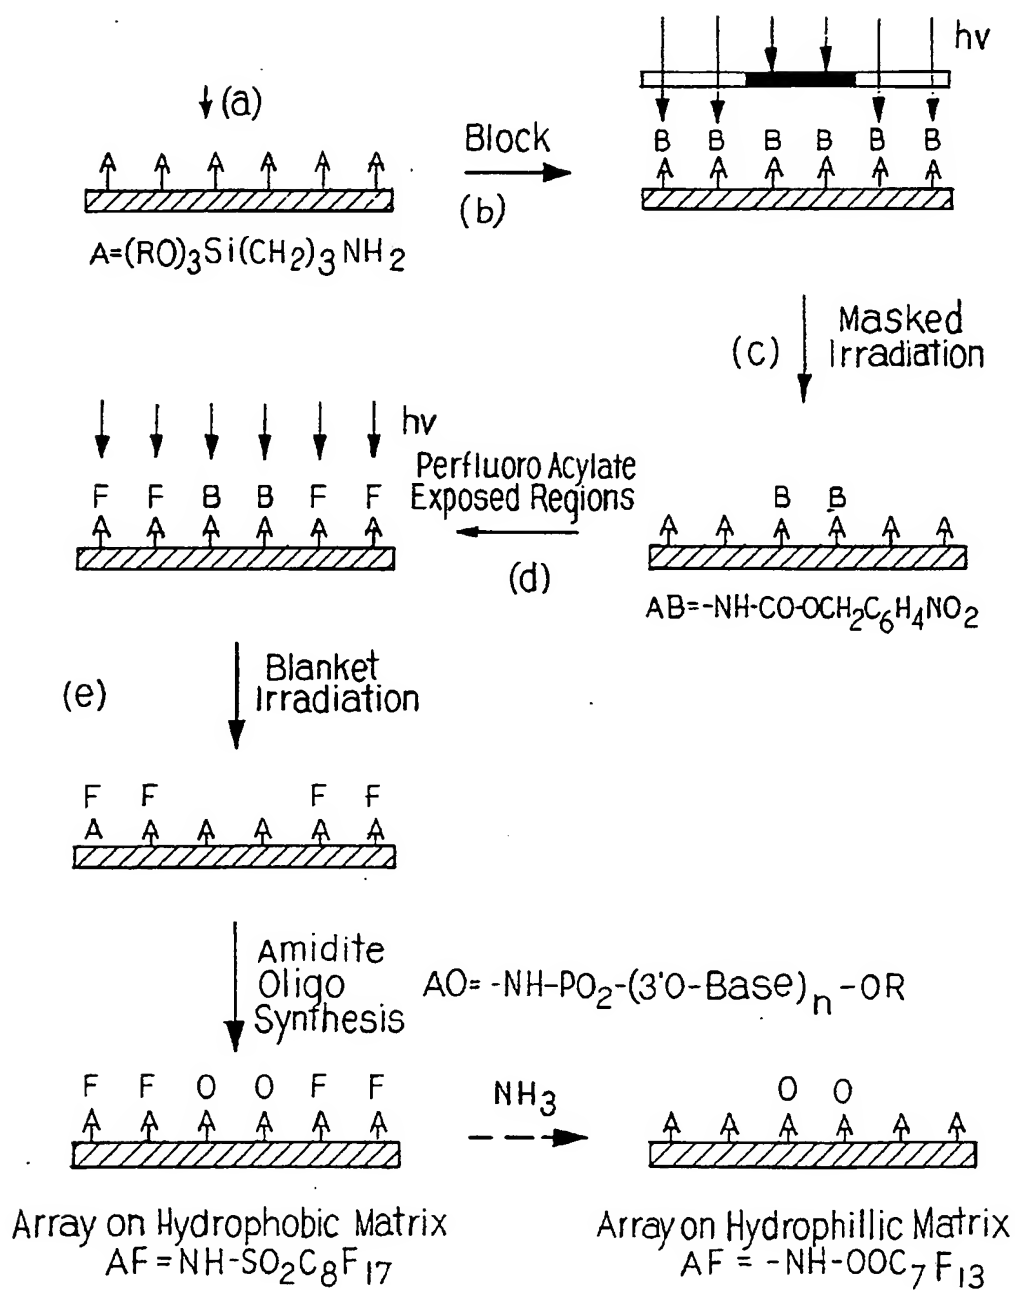 (a)
A A A A A A
A=(RO)3Si(CH2)3NH2
Block
(b)
hv
B B B B B B
A A A A A A
(c)
Masked
Irradiation
hv
F F B B F F
A A A A A A
Perfluoro Acylate
Exposed Regions
(d)
B B
A A A A A A
AB=-NH-CO-OCH2C6H4NO2
(e)
Blanket
Irradiation
F F F F
A A A A A A
Amidite
Oligo
Synthesis
AO= -NH-PO2-(3'O-Base)n-OR
F F O O F F
A A A A A A
NH3
O O
A A A A A A
Array on Hydrophobic Matrix
AF=NH-SO2C8F17
Array on Hydrophillic Matrix
AF = -NH-OOC7F13